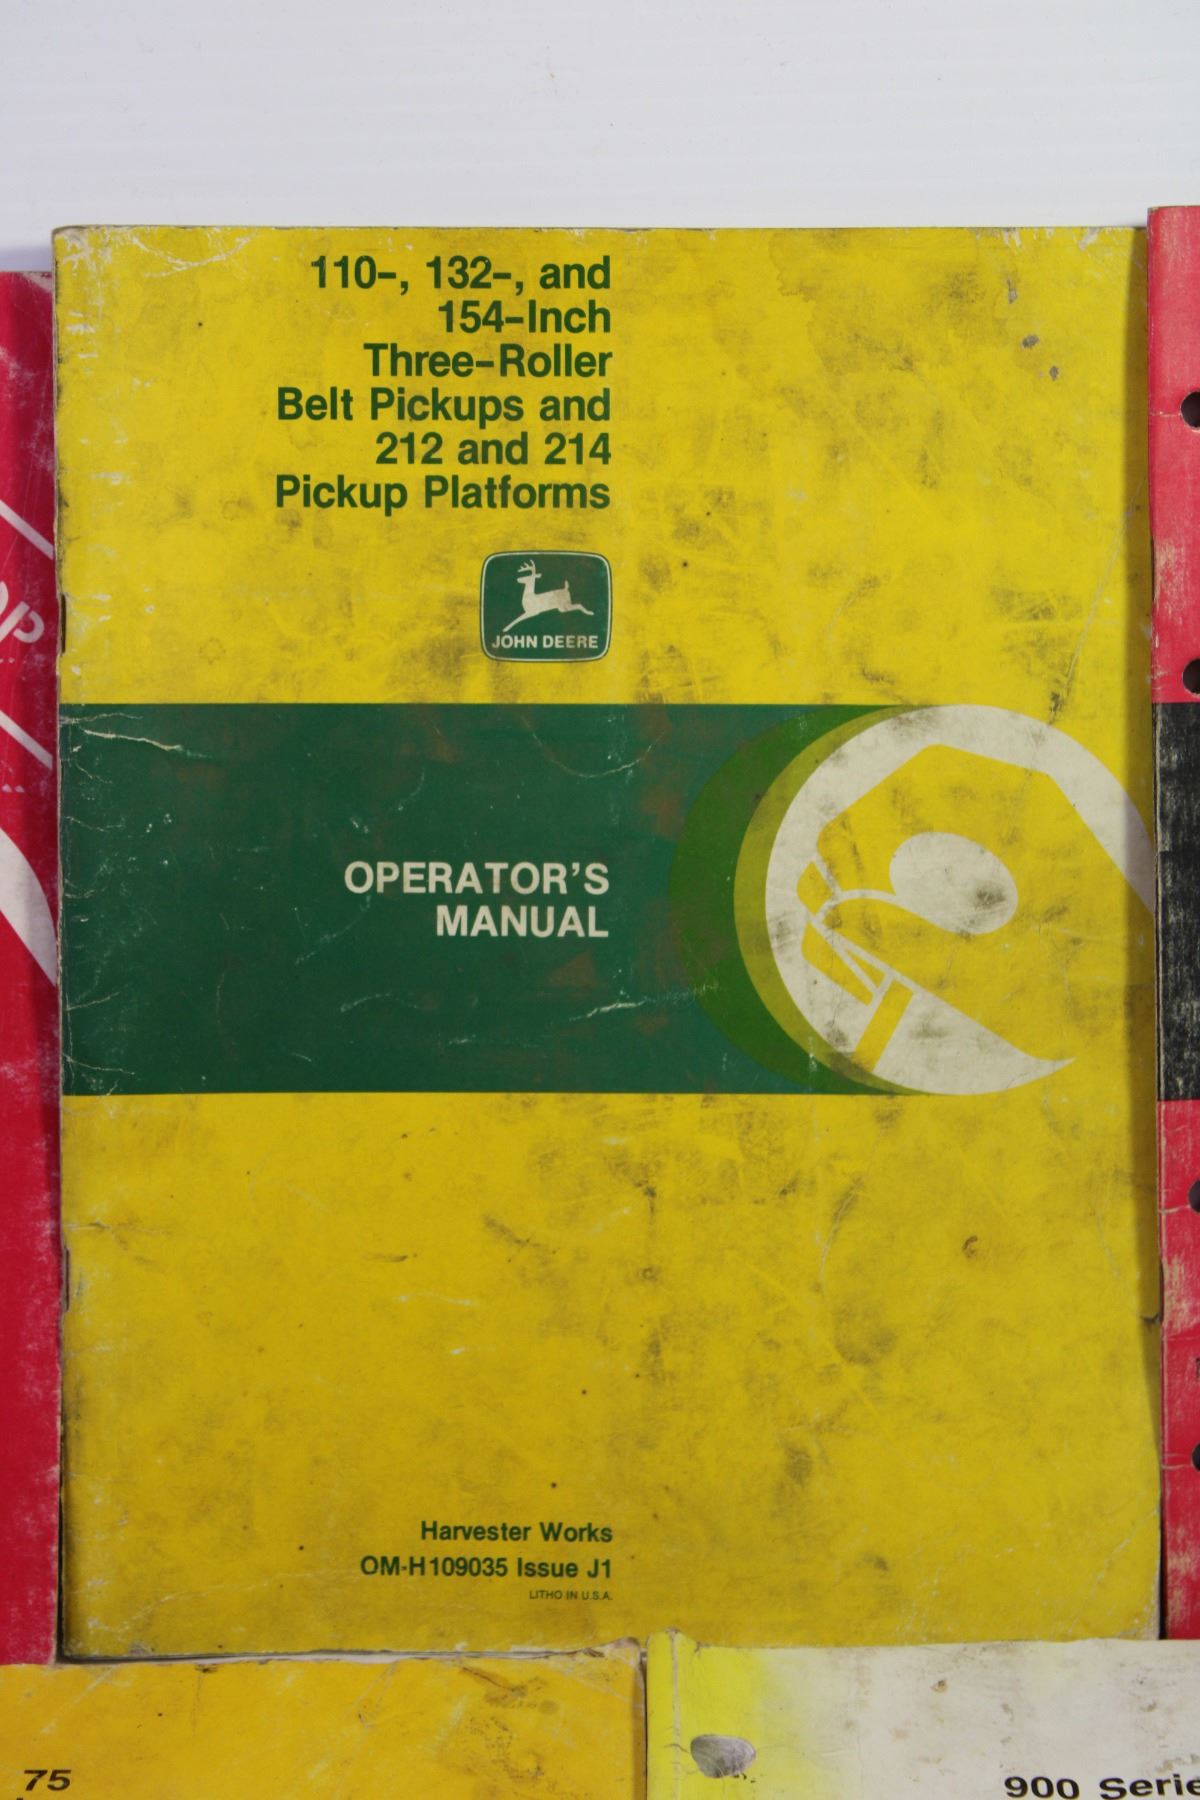 110-, 132-, and
154-Inch
Three-Roller
Belt Pickups and
212 and 214
Pickup Platforms
JOHN DEERE
OPERATOR'S
MANUAL
Harvester Works
OM-H109035 Issue J1
LITHO IN U.S.A.
75
900 Serie